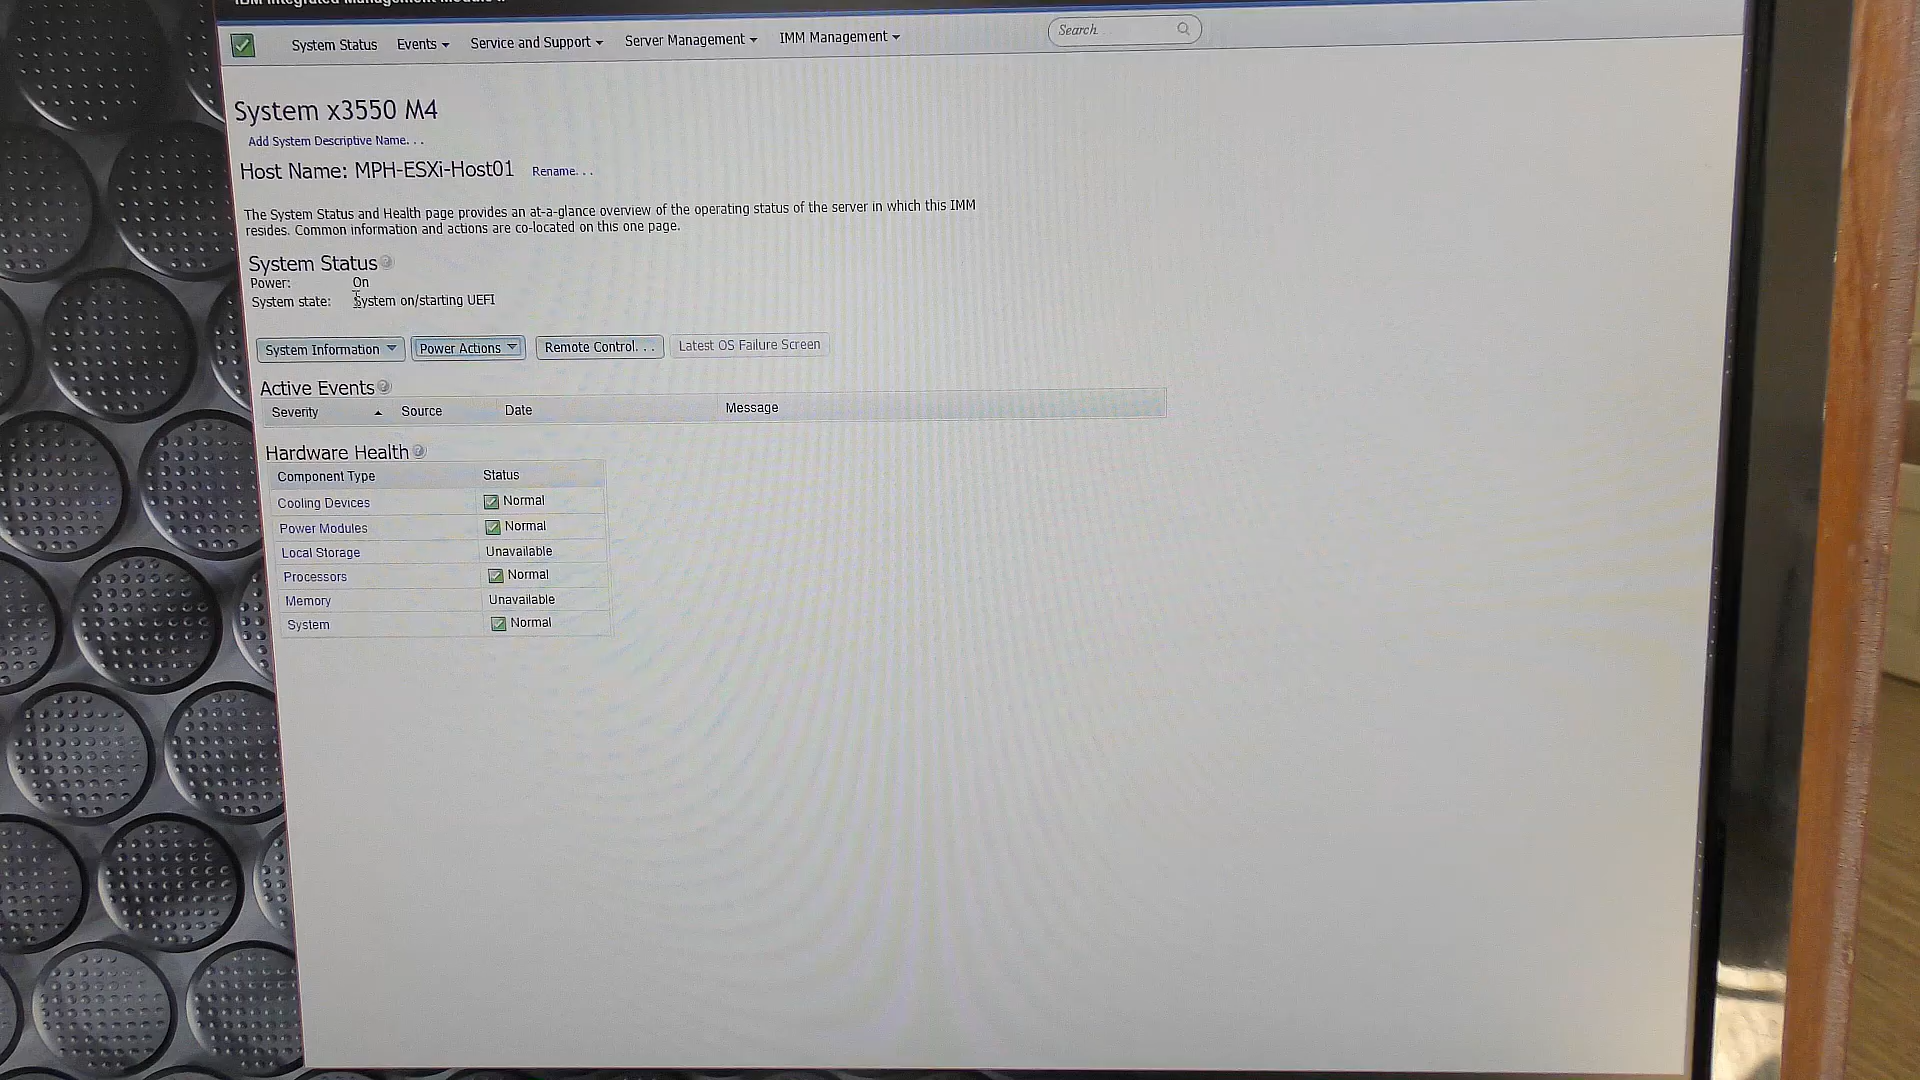 IBM Integrated Management Module II
System Status Events Service and Support Server Management IMM Management Search...
System x3550 M4
Add System Descriptive Name...
Host Name: MPH-ESXi-Host01 Rename...
The System Status and Health page provides an at-a-glance overview of the operating status of the server in which this IMM
resides. Common information and actions are co-located on this one page.
System Status
Power: On
System state: System on/starting UEFI
System Information Power Actions Remote Control... Latest OS Failure Screen
Active Events
Severity Source Date Message
Hardware Health
Component Type Status
Cooling Devices Normal
Power Modules Normal
Local Storage Unavailable
Processors Normal
Memory Unavailable
System Normal